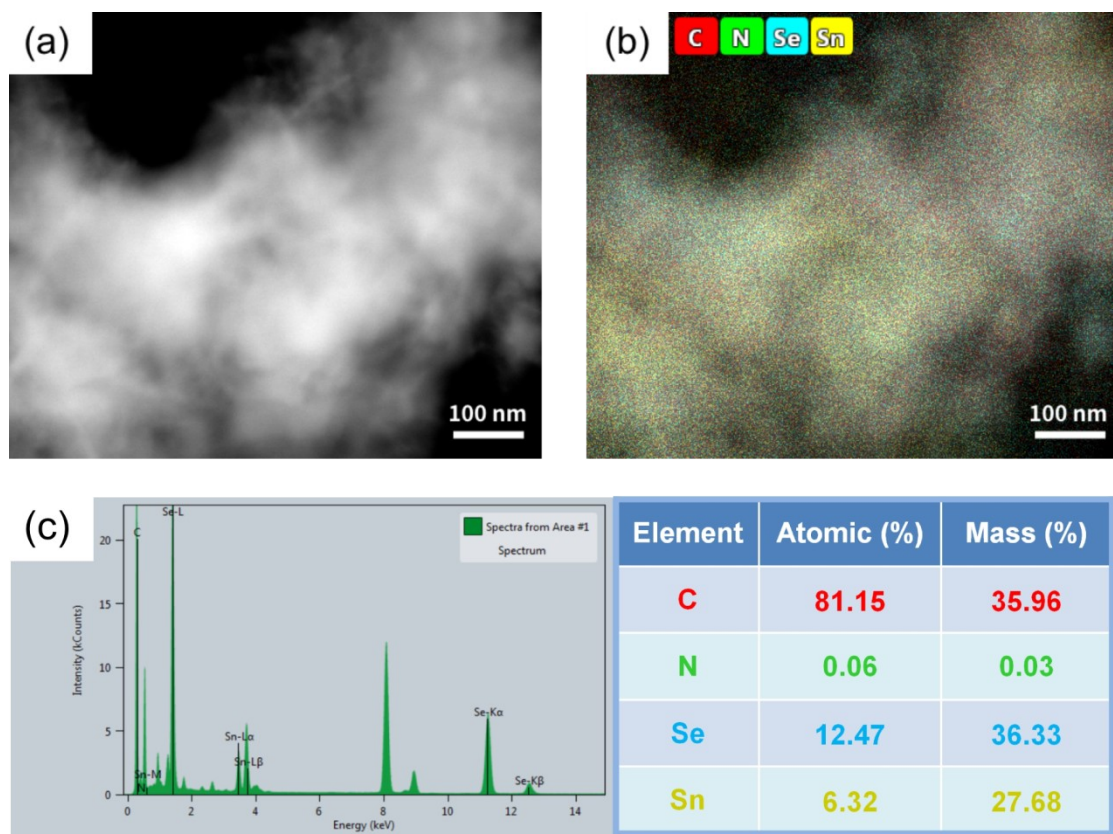 (a)
100 nm
(b)
C N Se Sn
100 nm
(c)
Spectra from Area #1
Spectrum
Intensity (kCounts)
20
15
10
5
0
C
Se-L
Sn-M
N
Sn-Lα
Sn-Lβ
Se-Kα
Se-Kβ
0 2 4 6 8 10 12 14
Energy (keV)
Element Atomic (%) Mass (%)
C 81.15 35.96
N 0.06 0.03
Se 12.47 36.33
Sn 6.32 27.68